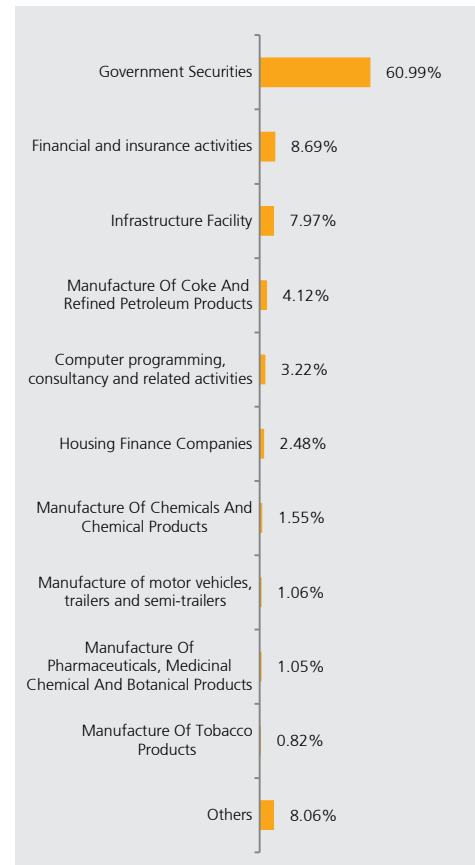 Government Securities
60.99%
Financial and insurance activities
8.69%
Infrastructure Facility
7.97%
Manufacture Of Coke And
Refined Petroleum Products
4.12%
Computer programming,
consultancy and related activities
3.22%
Housing Finance Companies
2.48%
Manufacture Of Chemicals And
Chemical Products
1.55%
Manufacture of motor vehicles,
trailers and semi-trailers
1.06%
Manufacture Of
Pharmaceuticals, Medicinal
Chemical And Botanical Products
1.05%
Manufacture Of Tobacco
Products
0.82%
Others
8.06%